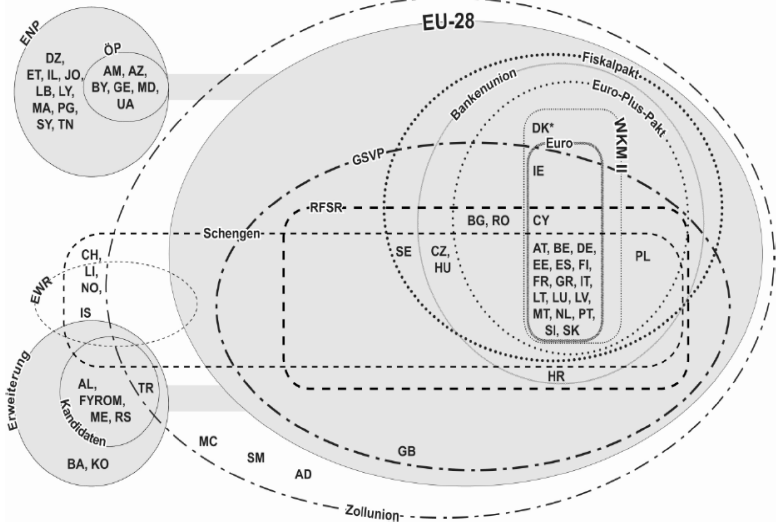 EU-28
ENP
ÖP
DZ,
ET, IL, JO,
LB, LY,
MA, PG,
SY, TN
AM, AZ,
BY, GE, MD,
UA
Fiskalpakt
Bankenunion
Euro-Plus-Pakt
WKM II
DK*
Euro
IE
GSVP
RFSR
BG, RO
CY
Schengen
SE
CZ,
HU
AT, BE, DE,
EE, ES, FI,
FR, GR, IT,
LT, LU, LV,
MT, NL, PT,
SI, SK
PL
CH,
LI,
NO,
IS
EWR
Erweiterung
AL,
FYROM,
ME, RS
TR
Kandidaten
BA, KO
HR
GB
MC
SM
AD
Zollunion